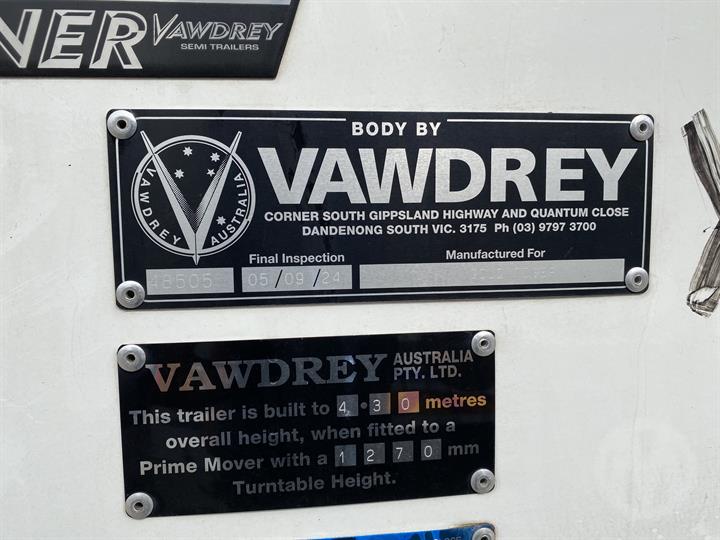 NER VAWDREY
SEMI TRAILERS
BODY BY
VAWDREY
VAWDREY AUSTRALIA
CORNER SOUTH GIPPSLAND HIGHWAY AND QUANTUM CLOSE
DANDENONG SOUTH VIC. 3175 Ph (03) 9797 3700
Final Inspection Manufactured For
48505 05/09/24
VAWDREY AUSTRALIA PTY. LTD.
This trailer is built to 4.30 metres
overall height, when fitted to a
Prime Mover with a 1270 mm
Turntable Height.